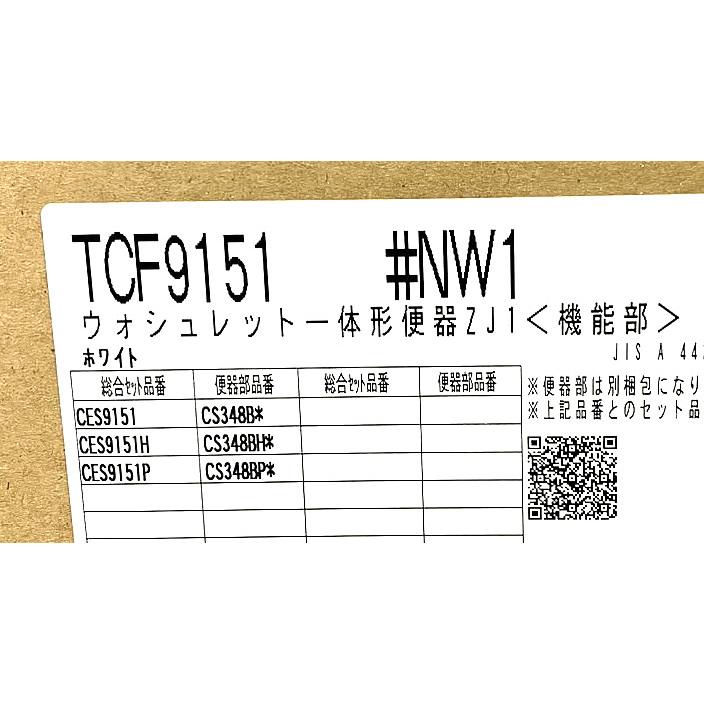 TCF9151 #NW1
ウォシュレット一体形便器ZJ1<機能部>
ホワイト
JIS A 44
総合セット品番 便器部品番 総合セット品番 便器部品番
CES9151 CS348B*
CES9151H CS348BH*
CES9151P CS348BP*
※便器部は別梱包になり
※上記品番とのセット品